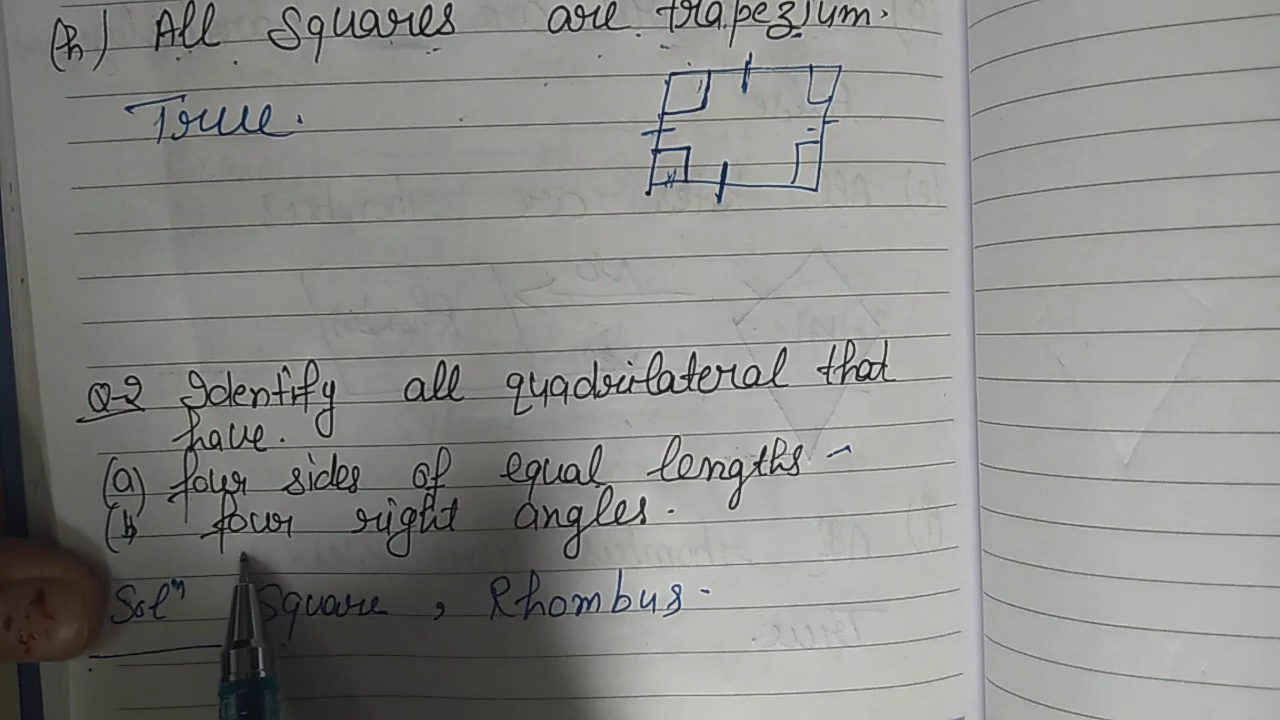 (h) All Squares are trapezium.
True.
Q-2 Identify all quadrilateral that
have.
(a) four sides of equal lengths -
(b four right angles.
Solⁿ Square, Rhombus.